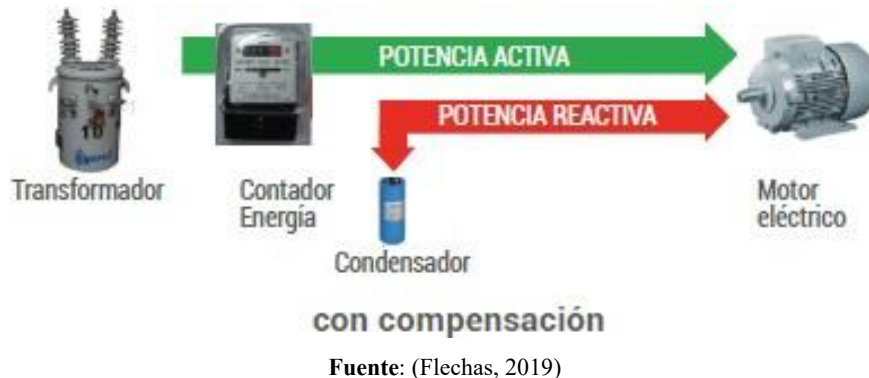 POTENCIA ACTIVA
POTENCIA REACTIVA
Transformador
Contador
Energía
Motor
eléctrico
Condensador
con compensación
Fuente: (Flechas, 2019)